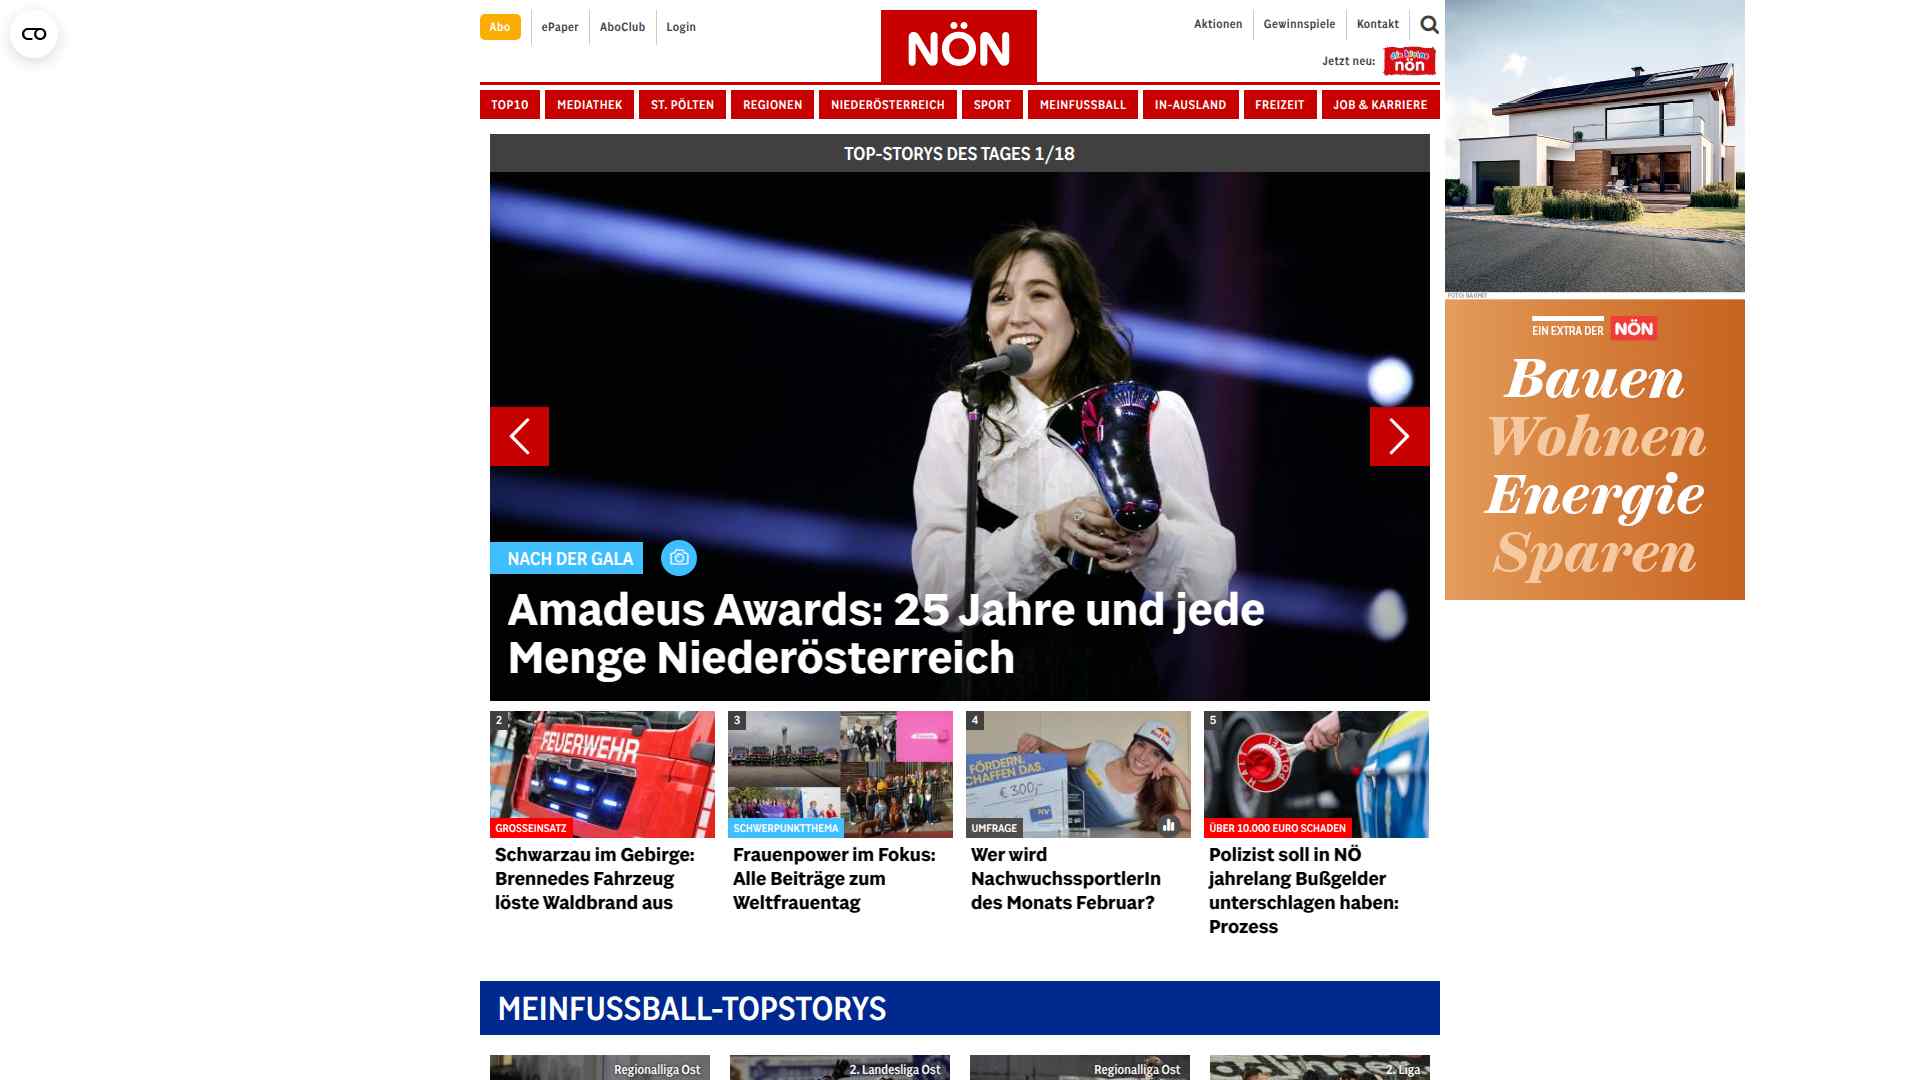 Abo
ePaper
AboClub
Login
NÖN
Aktionen
Gewinnspiele
Kontakt
Jetzt neu:
die kleine
nön
TOP10
MEDIATHEK
ST. PÖLTEN
REGIONEN
NIEDERÖSTERREICH
SPORT
MEINFUSSBALL
IN-AUSLAND
FREIZEIT
JOB & KARRIERE
TOP-STORYS DES TAGES 1/18
NACH DER GALA
Amadeus Awards: 25 Jahre und jede
Menge Niederösterreich
2
FEUERWEHR
GROSSEINSATZ
Schwarzau im Gebirge:
Brennedes Fahrzeug
löste Waldbrand aus
3
SCHWERPUNKTTHEMA
Frauenpower im Fokus:
Alle Beiträge zum
Weltfrauentag
4
FÖRDERN.
SCHAFFEN DAS.
€ 300,-
NV
Red Bull
UMFRAGE
Wer wird
NachwuchssportlerIn
des Monats Februar?
5
HALT
POLIZEI
ÜBER 10.000 EURO SCHADEN
Polizist soll in NÖ
jahrelang Bußgelder
unterschlagen haben:
Prozess
MEINFUSSBALL-TOPSTORYS
Regionalliga Ost
2. Landesliga Ost
Regionalliga Ost
2. Liga
EIN EXTRA DER
NÖN
Bauen
Wohnen
Energie
Sparen